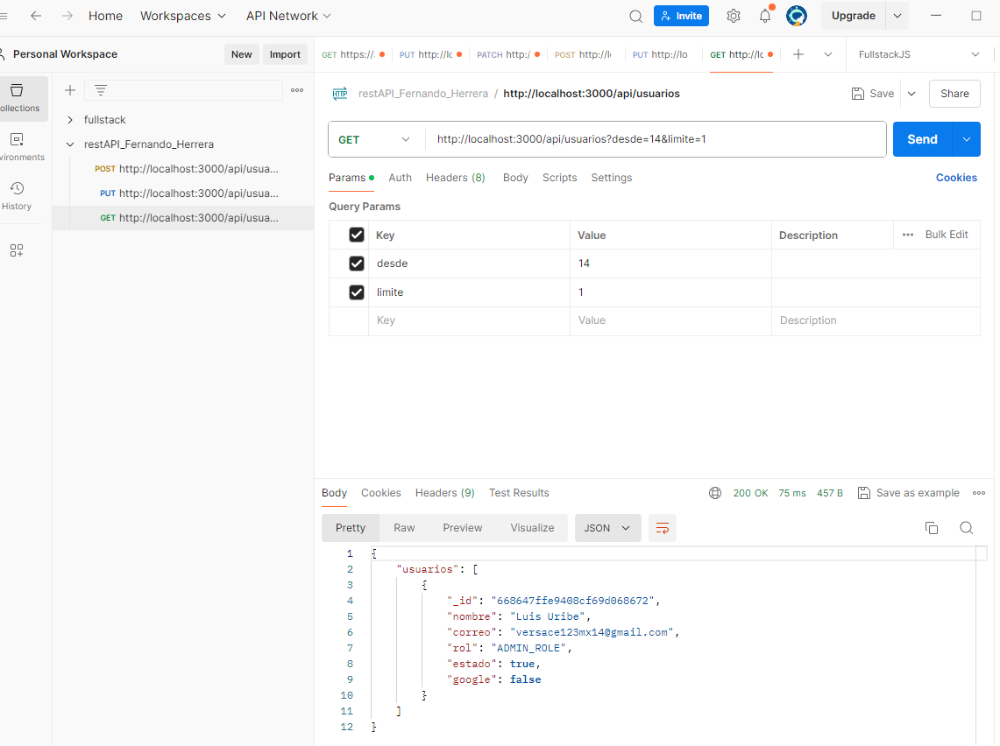 Home Workspaces API Network Invite Upgrade
Personal Workspace New Import GET https:/ PUT http://lo PATCH http:/ POST http://l PUT http://lo GET http://lo FullstackJS
ollections
vironments
History
fullstack
restAPI_Fernando_Herrera
POST http://localhost:3000/api/usua...
PUT http://localhost:3000/api/usua...
GET http://localhost:3000/api/usua...
HTTP restAPI_Fernando_Herrera / http://localhost:3000/api/usuarios Save Share
GET http://localhost:3000/api/usuarios?desde=14&limite=1 Send
Params Auth Headers (8) Body Scripts Settings Cookies
Query Params
Key Value Description Bulk Edit
desde 14
limite 1
Key Value Description
Body Cookies Headers (9) Test Results 200 OK 75 ms 457 B Save as example
Pretty Raw Preview Visualize JSON
1 {
2 "usuarios": [
3 {
4 "_id": "668647ffe9408cf69d068672",
5 "nombre": "Luis Uribe",
6 "correo": "versace123mx14@gmail.com",
7 "rol": "ADMIN_ROLE",
8 "estado": true,
9 "google": false
10 }
11 ]
12 }